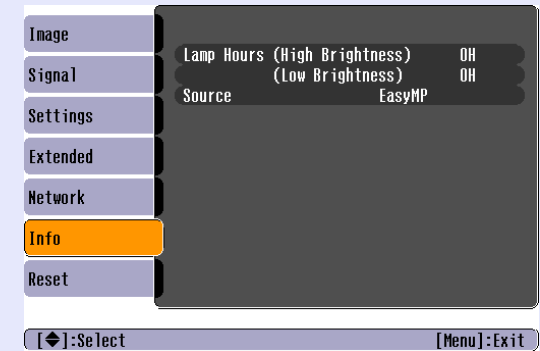 Image
Signal
Settings
Extended
Network
Info
Reset
Lamp Hours (High Brightness) 0H
(Low Brightness) 0H
Source EasyMP
[◆]:Select [Menu]:Exit